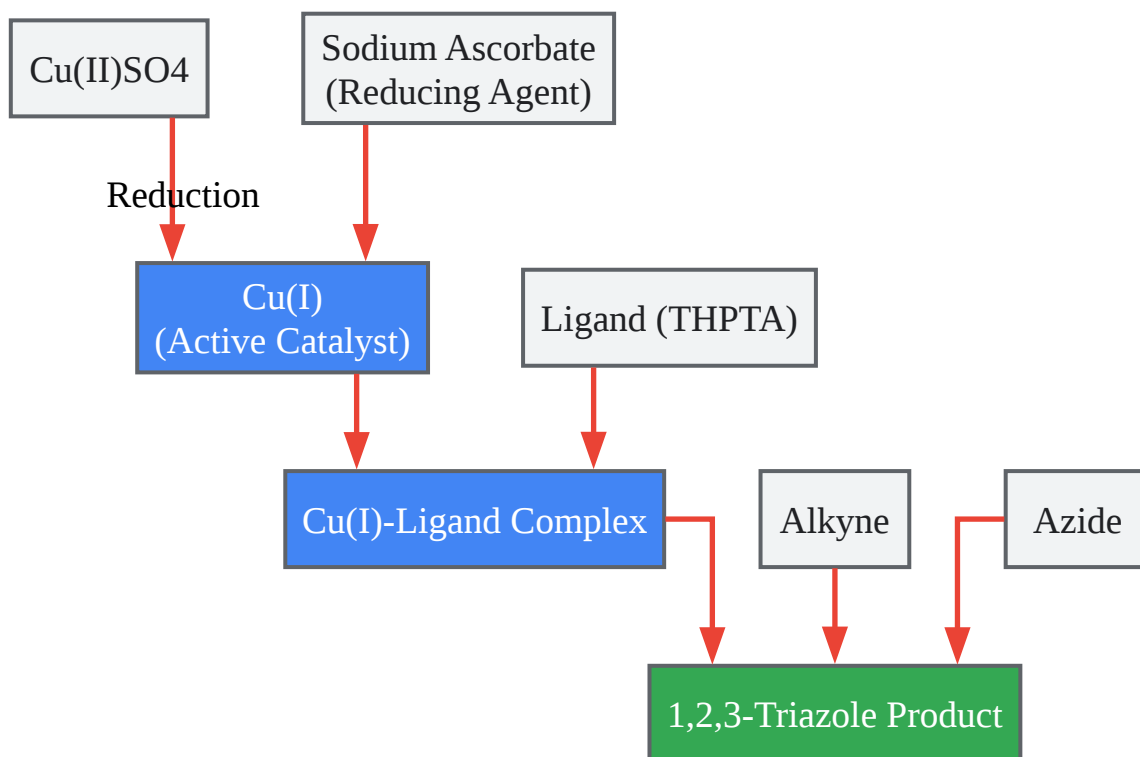 Cu(II)SO4
Sodium Ascorbate
(Reducing Agent)
Reduction
Cu(I)
(Active Catalyst)
Ligand (THPTA)
Cu(I)-Ligand Complex
Alkyne
Azide
1,2,3-Triazole Product